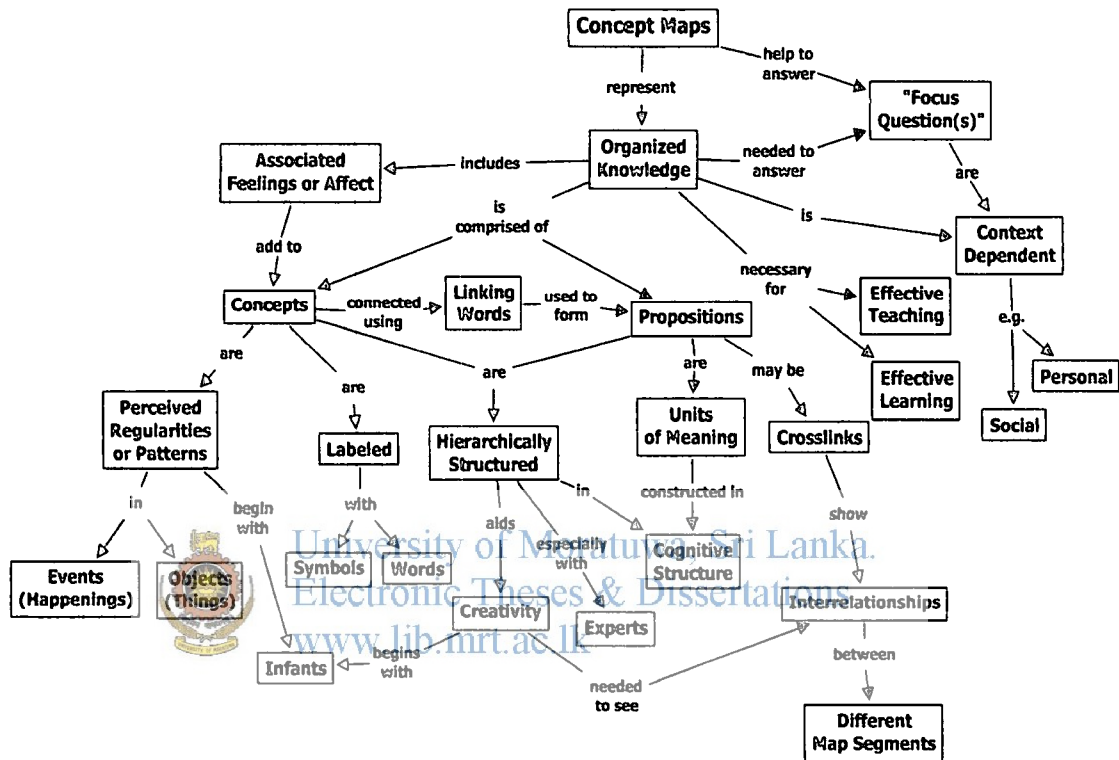 Concept Maps
help to
answer
represent
"Focus
Question(s)"
Organized
Knowledge
needed to
answer
Associated
Feelings or Affect
includes
are
is
comprised of
is
Context
Dependent
add to
necessary
for
Concepts
connected
using
Linking
Words
used to
form
Propositions
Effective
Teaching
e.g.
are
are
are
are
may be
Effective
Learning
Personal
Perceived
Regularities
or Patterns
Labeled
Hierarchically
Structured
Units
of Meaning
Crosslinks
Social
in
begin
with
with
aids
especially
with
in
constructed in
show
University of Moratuwa, Sri Lanka.
Electronic Theses & Dissertations
www.lib.mrt.ac.lk
Events
(Happenings)
Objects
(Things)
Symbols
Words
Cognitive
Structure
Creativity
Experts
Interrelationships
Infants
begins
with
needed
to see
between
Different
Map Segments